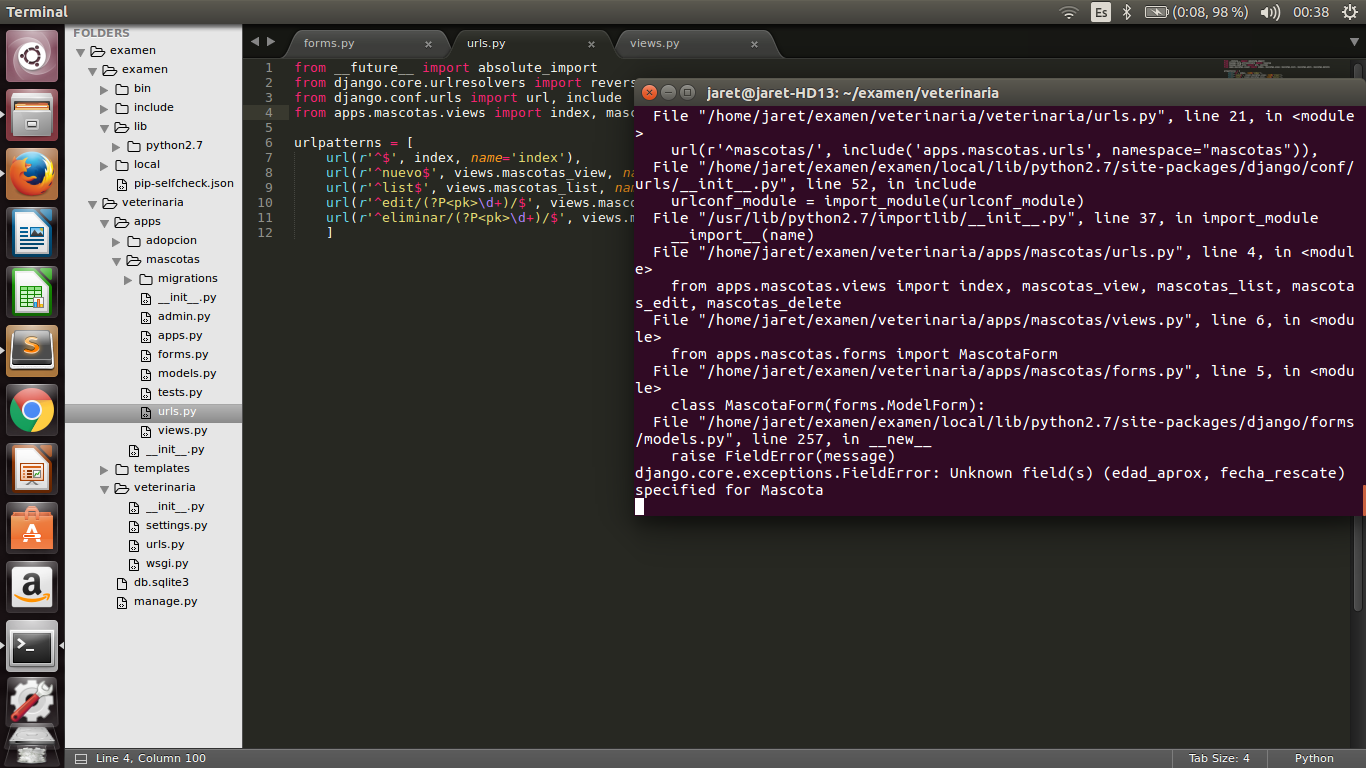 Terminal
Es
(0:08, 98 %)
00:38
FOLDERS
examen
examen
bin
include
lib
python2.7
local
pip-selfcheck.json
veterinaria
apps
adopcion
mascotas
migrations
__init__.py
admin.py
apps.py
forms.py
models.py
tests.py
urls.py
views.py
__init__.py
templates
veterinaria
__init__.py
settings.py
urls.py
wsgi.py
db.sqlite3
manage.py
forms.py
urls.py
views.py
1 from __future__ import absolute_import
2 from django.core.urlresolvers import revers
3 from django.conf.urls import url, include
4 from apps.mascotas.views import index, masc
5
6 urlpatterns = [
7 url(r'^$', index, name='index'),
8 url(r'^nuevo$', views.mascotas_view, na
9 url(r'^list$', views.mascotas_list, na
10 url(r'^edit/(?P<pk>\d+)/$', views.masco
11 url(r'^eliminar/(?P<pk>\d+)/$', views.m
12 ]
jaret@jaret-HD13: ~/examen/veterinaria
File "/home/jaret/examen/veterinaria/veterinaria/urls.py", line 21, in <module
>
url(r'^mascotas/', include('apps.mascotas.urls', namespace="mascotas")),
File "/home/jaret/examen/examen/local/lib/python2.7/site-packages/django/conf/
urls/__init__.py", line 52, in include
urlconf_module = import_module(urlconf_module)
File "/usr/lib/python2.7/importlib/__init__.py", line 37, in import_module
__import__(name)
File "/home/jaret/examen/veterinaria/apps/mascotas/urls.py", line 4, in <modul
e>
from apps.mascotas.views import index, mascotas_view, mascotas_list, mascota
s_edit, mascotas_delete
File "/home/jaret/examen/veterinaria/apps/mascotas/views.py", line 6, in <modu
le>
from apps.mascotas.forms import MascotaForm
File "/home/jaret/examen/veterinaria/apps/mascotas/forms.py", line 5, in <modu
le>
class MascotaForm(forms.ModelForm):
File "/home/jaret/examen/examen/local/lib/python2.7/site-packages/django/forms
/models.py", line 257, in __new__
raise FieldError(message)
django.core.exceptions.FieldError: Unknown field(s) (edad_aprox, fecha_rescate)
specified for Mascota
Line 4, Column 100
Tab Size: 4
Python